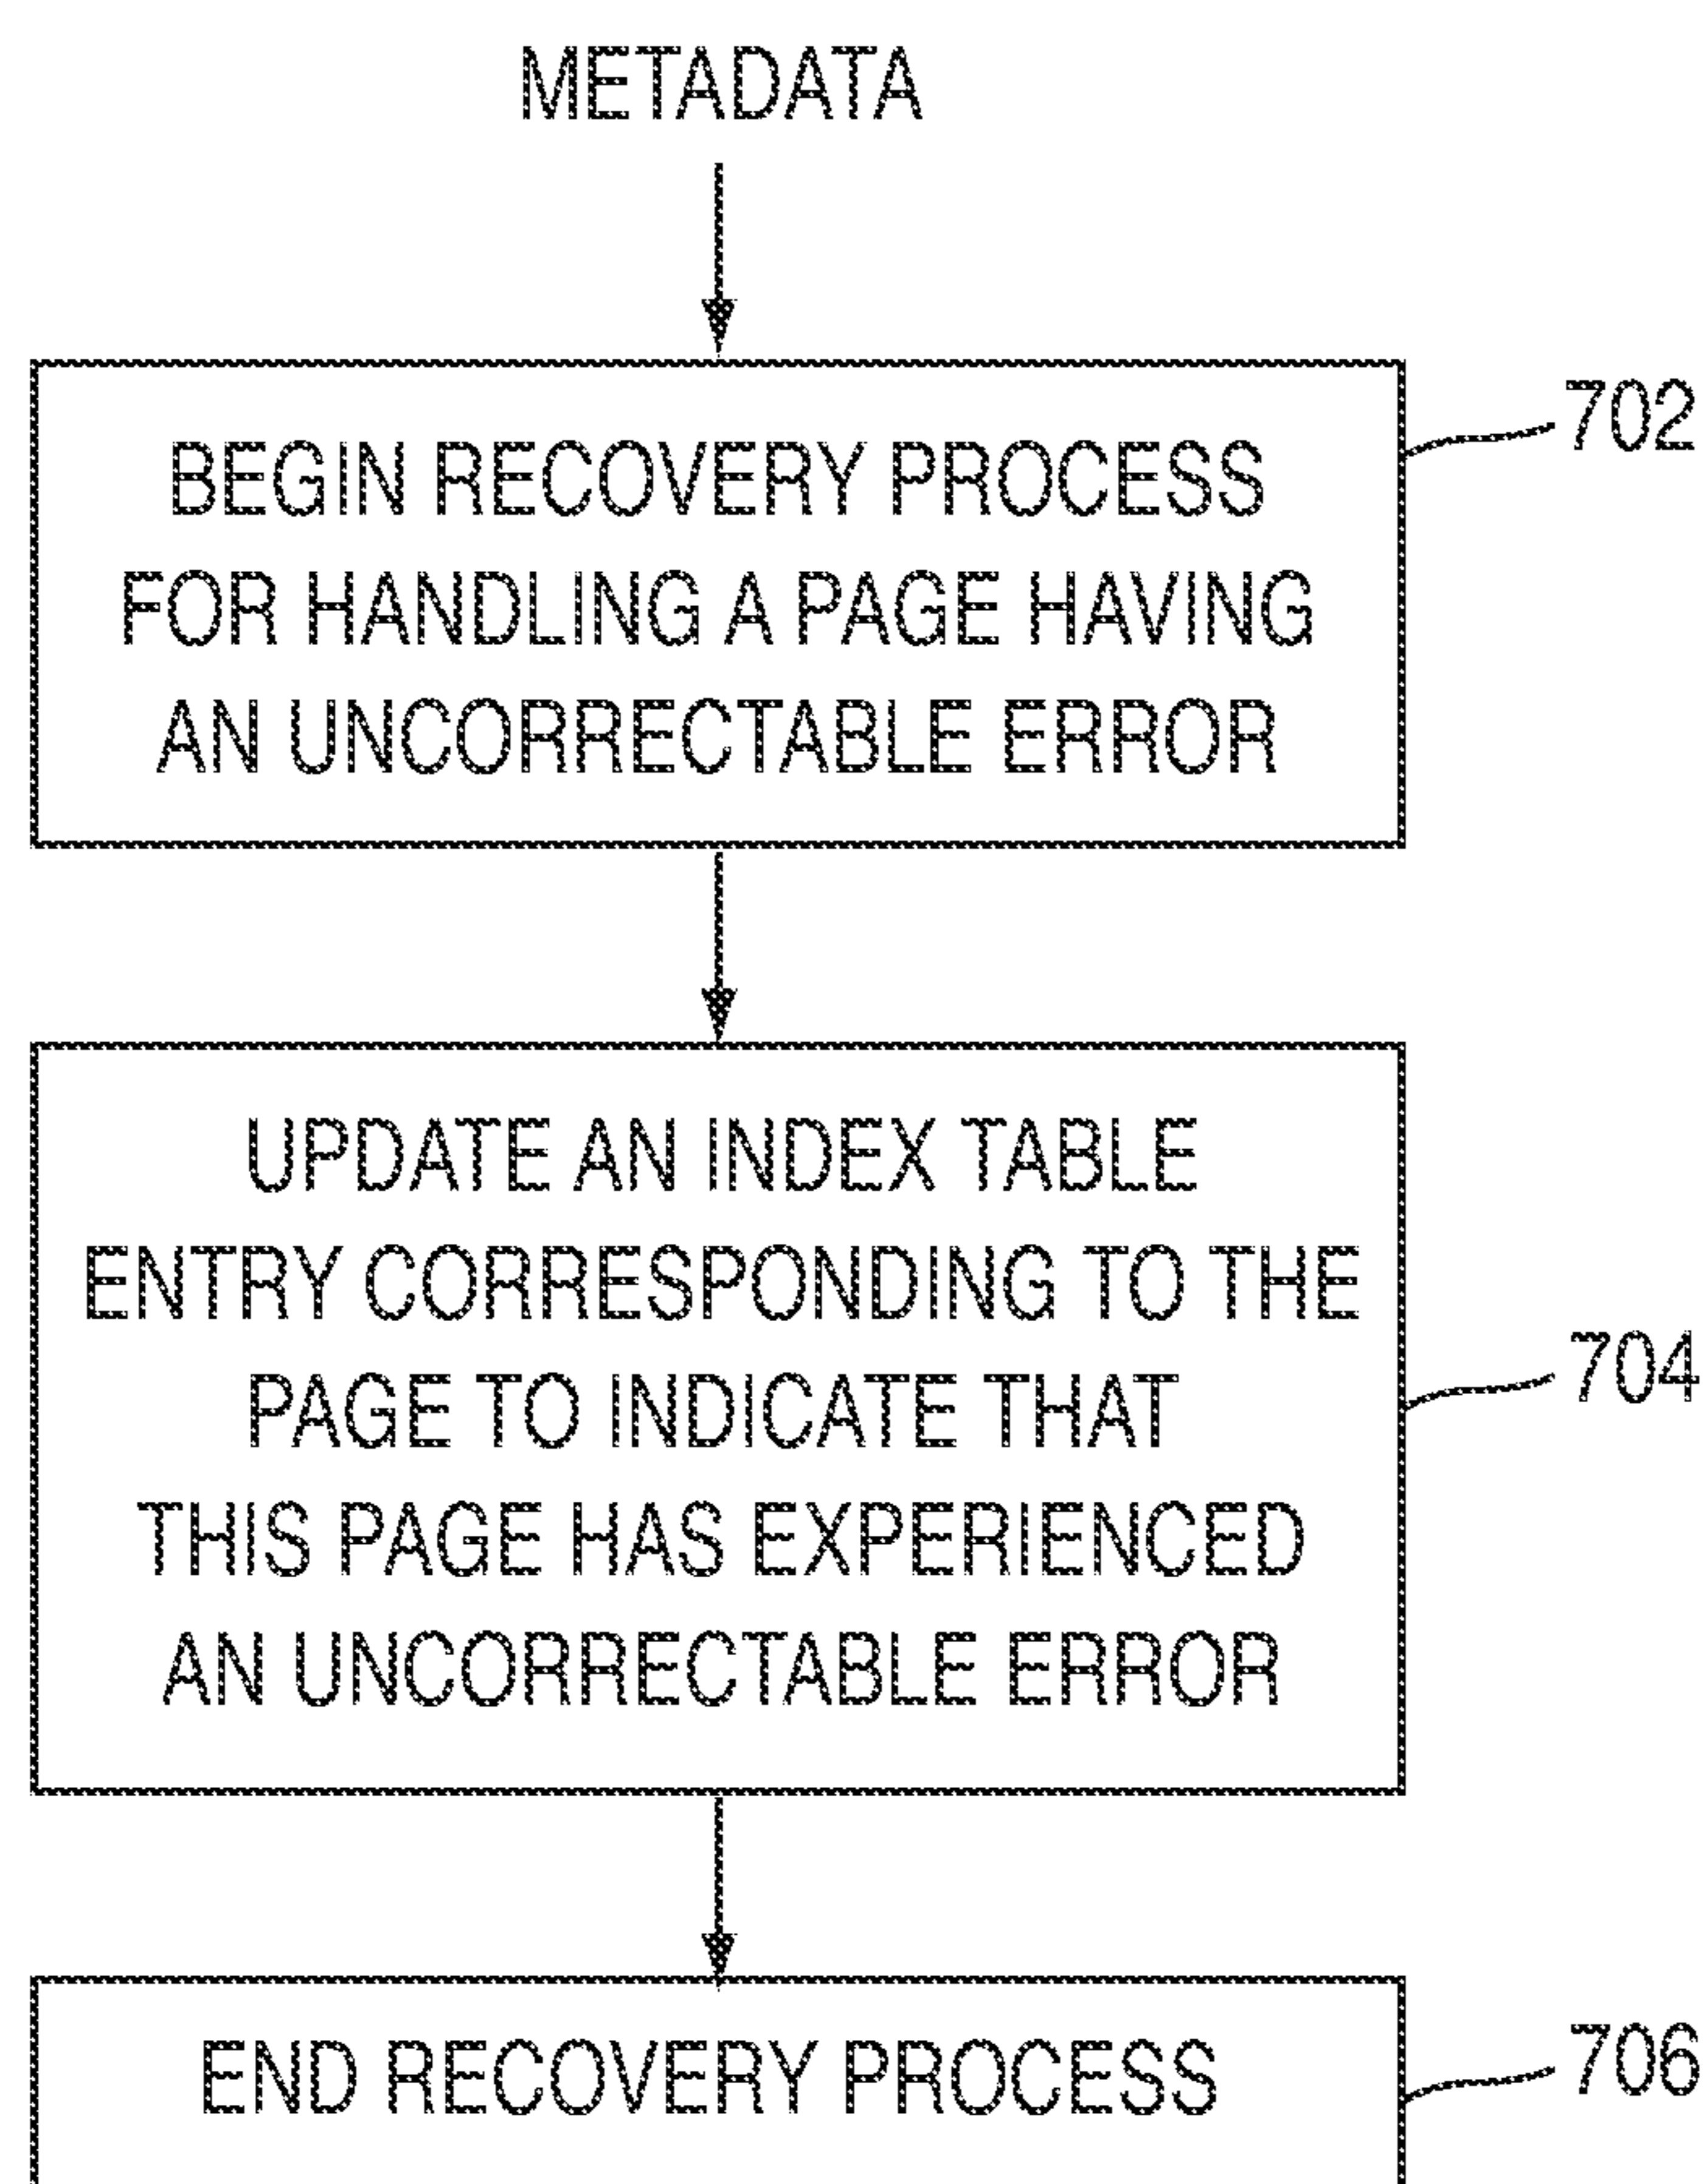 METADATA
BEGIN RECOVERY PROCESS
702
FOR HANDLING A PAGE HAVING
AN UNCORRECTABLE ERROR
UPDATE AN INDEX TABLE
ENTRY CORRESPONDING TO THE
PAGE TO INDICATE THAT
704
THIS PAGE HAS EXPERIENCED
AN UNCORRECTABLE ERROR
END RECOVERY PROCESS
706